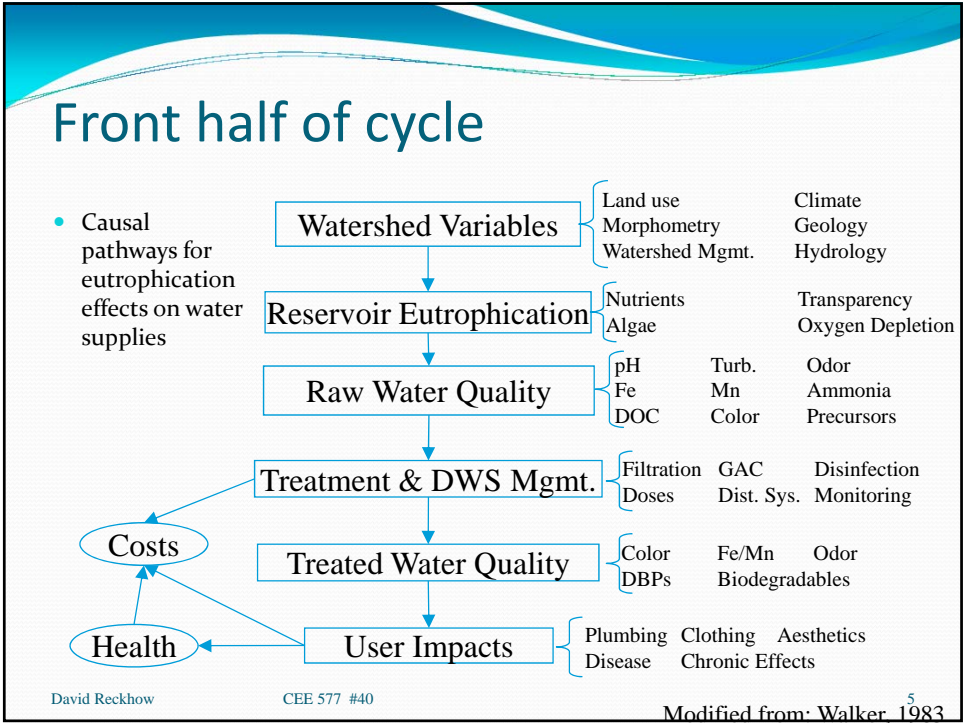 Front half of cycle
• Causal
pathways for
eutrophication
effects on water
supplies
Watershed Variables
Land use Climate
Morphometry Geology
Watershed Mgmt. Hydrology
Reservoir Eutrophication
Nutrients Transparency
Algae Oxygen Depletion
Raw Water Quality
pH Turb. Odor
Fe Mn Ammonia
DOC Color Precursors
Treatment & DWS Mgmt.
Filtration GAC Disinfection
Doses Dist. Sys. Monitoring
Costs
Treated Water Quality
Color Fe/Mn Odor
DBPs Biodegradables
Health
User Impacts
Plumbing Clothing Aesthetics
Disease Chronic Effects
David Reckhow CEE 577 #40 5
Modified from: Walker, 1983